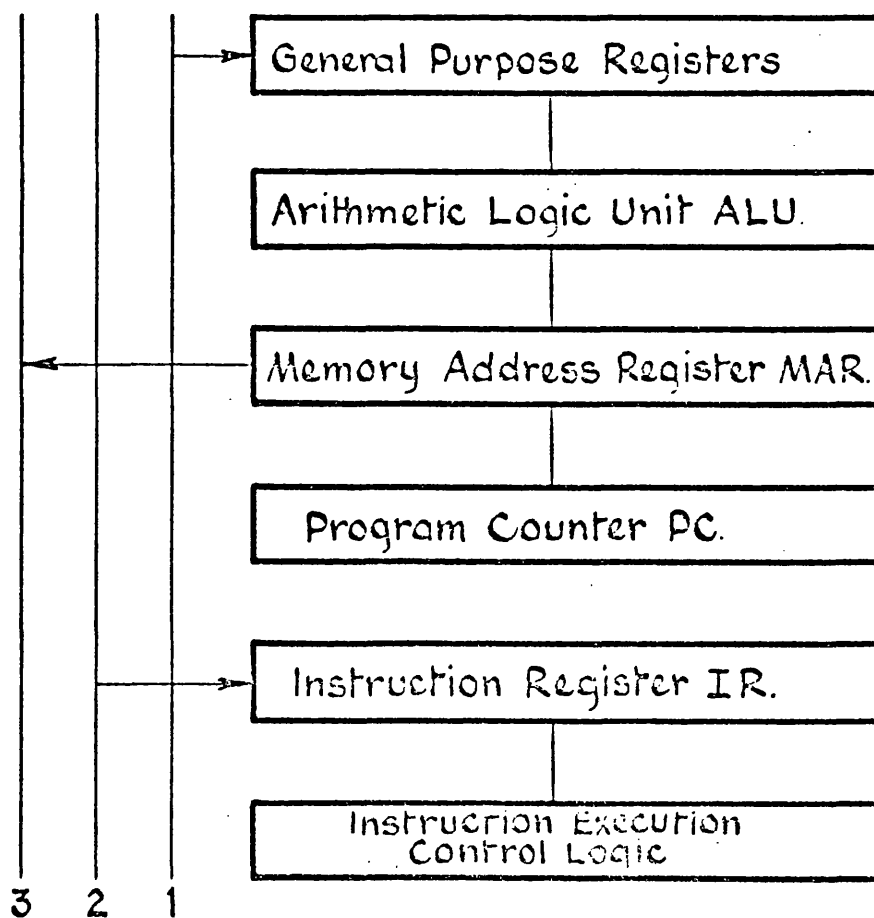 General Purpose Registers
Arithmetic Logic Unit ALU.
Memory Address Register MAR.
Program Counter PC.
Instruction Register IR.
Instruction Execution
Control Logic
3 2 1